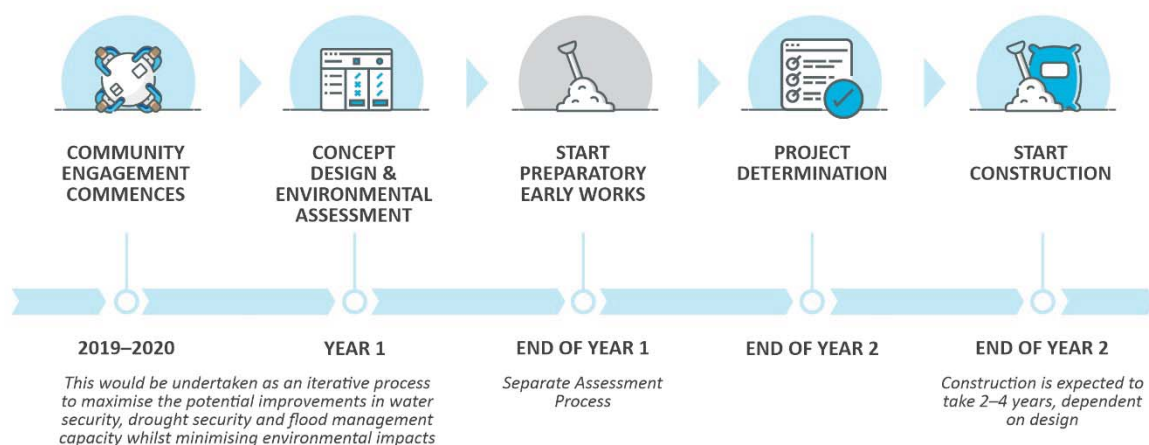 COMMUNITY
ENGAGEMENT
COMMENCES
CONCEPT
DESIGN &
ENVIRONMENTAL
ASSESSMENT
START
PREPARATORY
EARLY WORKS
PROJECT
DETERMINATION
START
CONSTRUCTION
2019–2020
YEAR 1
END OF YEAR 1
END OF YEAR 2
END OF YEAR 2
This would be undertaken as an iterative process
to maximise the potential improvements in water
security, drought security and flood management
capacity whilst minimising environmental impacts
Separate Assessment
Process
Construction is expected to
take 2–4 years, dependent
on design